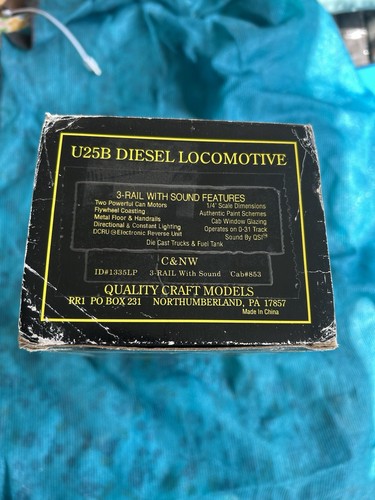 U25B DIESEL LOCOMOTIVE
3-RAIL WITH SOUND FEATURES
Two Powerful Can Motors
Flywheel Coasting
Metal Floor & Handrails
Directional & Constant Lighting
DCRU Electronic Reverse Unit
1/4" Scale Dimensions
Authentic Paint Schemes
Cab Window Glazing
Operates on D-31 Track
Sound By QSI™
Die Cast Trucks & Fuel Tank
C&NW
ID#1335LP 3-RAIL With Sound Cab#853
QUALITY CRAFT MODELS
RR1 PO BOX 231 NORTHUMBERLAND, PA 17857
Made In China